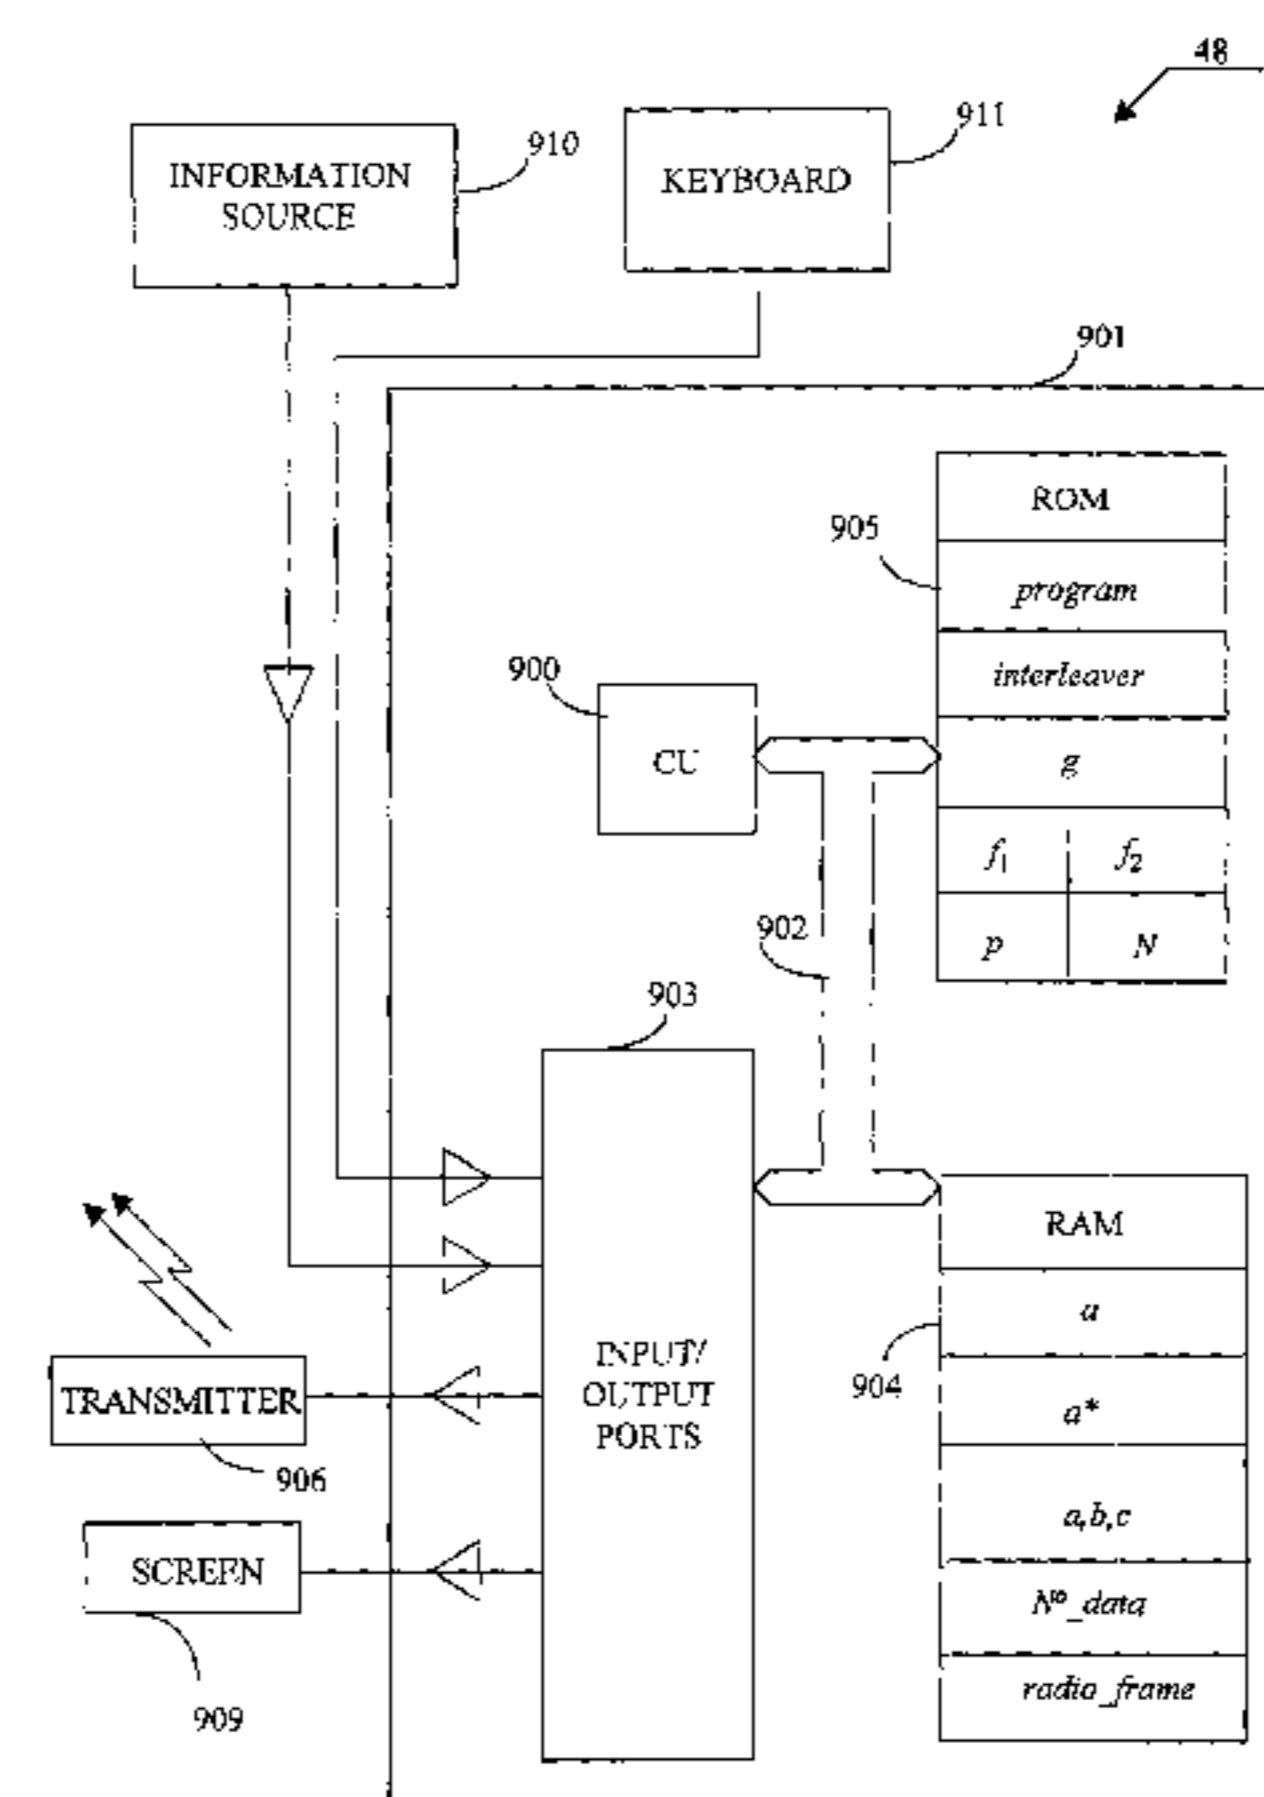 48
911
910
INFORMATION
SOURCE
KEYBOARD
901
ROM
905
program
interleaver
900
CU
g
f1
f2
902
p
N
903
RAM
a
INPUT/
OUTPUT
PORTS
904
TRANSMITTER
a*
906
a,b,c
SCREEN
Nº_data
radio_frame
909